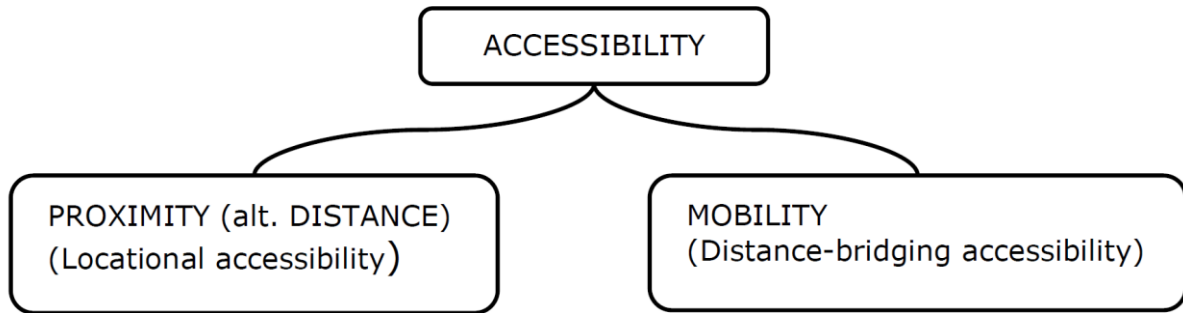 ACCESSIBILITY
PROXIMITY (alt. DISTANCE)
(Locational accessibility)
MOBILITY
(Distance-bridging accessibility)